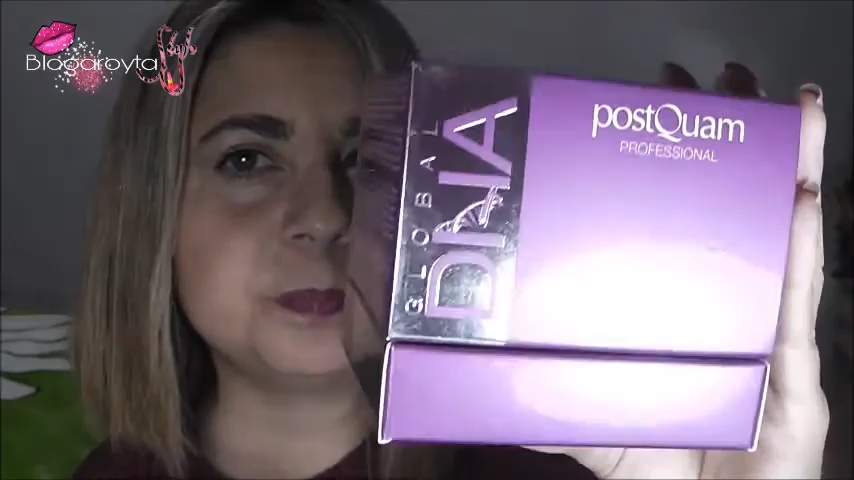 Blogaroyta
postQuam
PROFESSIONAL
GLOBAL
DNA